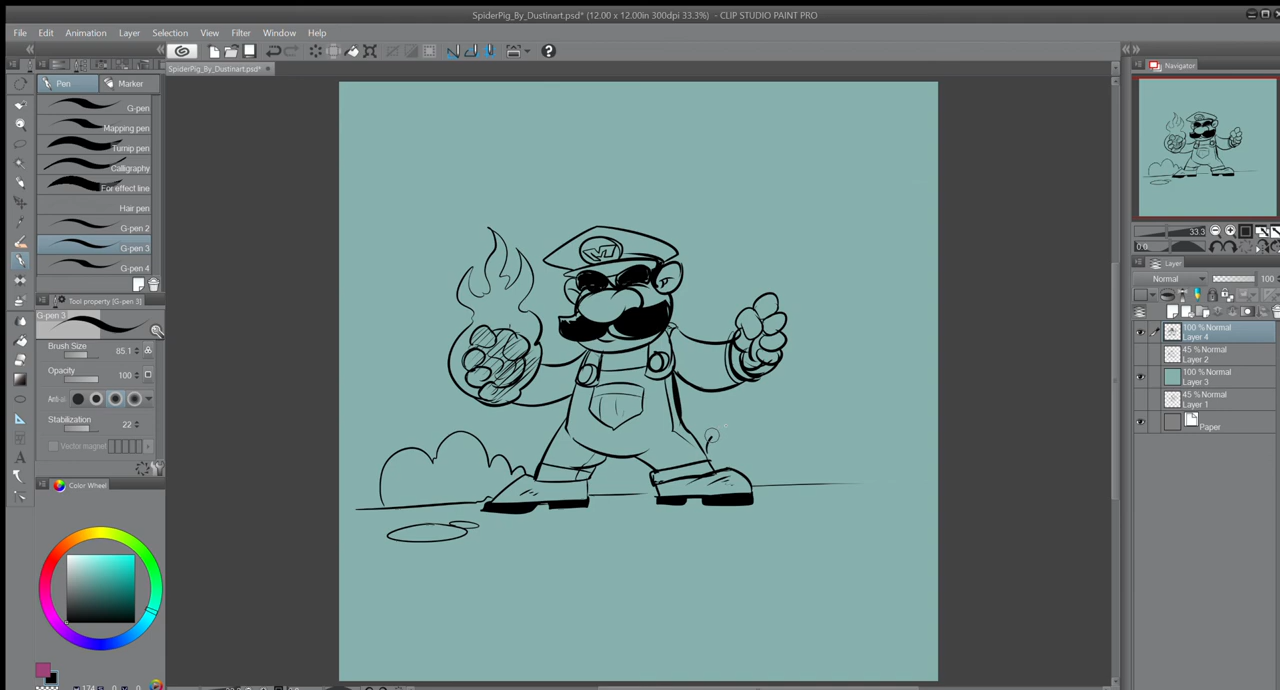 SpiderPig_By_Dustinart.psd* (12.00 x 12.00in 300dpi 33.3%) - CLIP STUDIO PAINT PRO
File Edit Animation Layer Selection View Filter Window Help
SpiderPig_By_Dustinart.psd*
Pen Marker
G-pen
Mapping pen
Turnip pen
Calligraphy
For effect line
Hair pen
G-pen 2
G-pen 3
G-pen 4
Tool property [G-pen 3]
G-pen 3
Brush Size 85.1
Opacity 100
Stabilization 22
Vector magnet
Color Wheel
Navigator
33.3
0.0
Layer
Normal 100
100 % Normal
Layer 4
45 % Normal
Layer 2
100 % Normal
Layer 3
45 % Normal
Layer 1
Paper